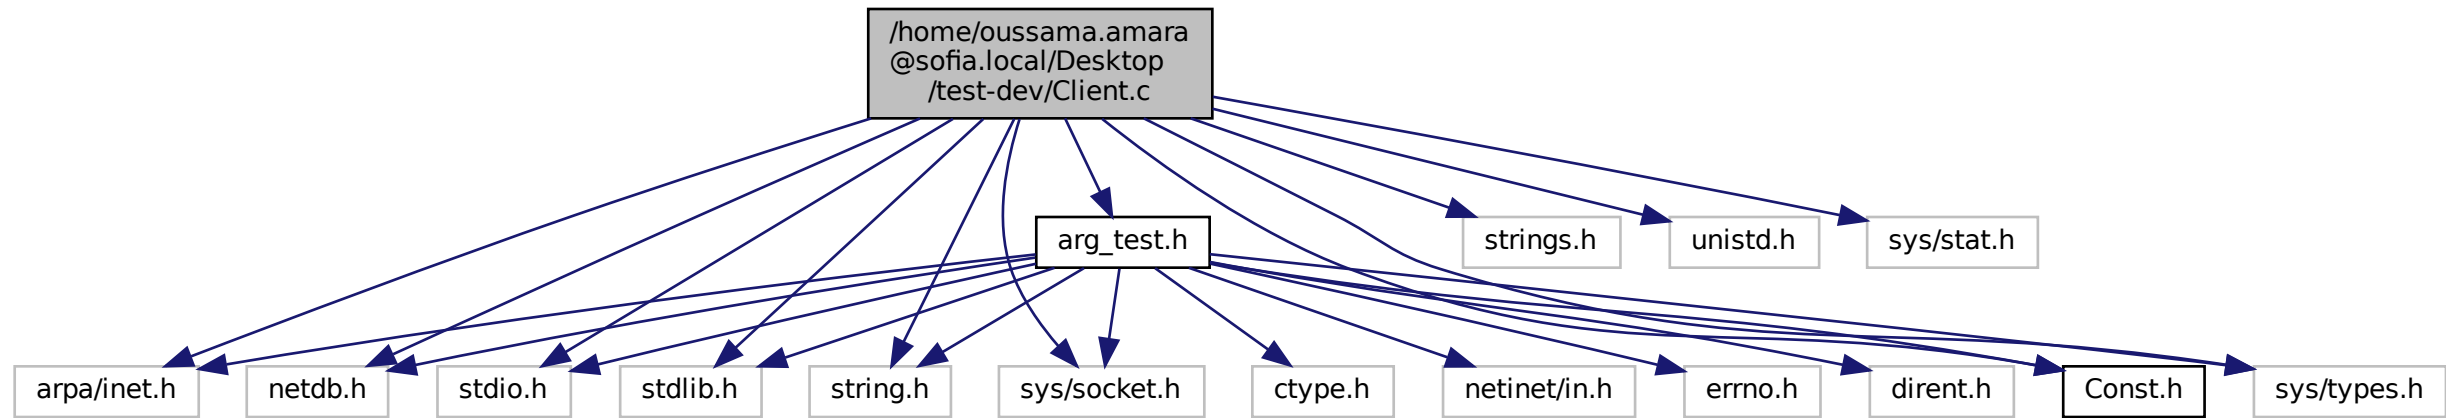 /home/oussama.amara
@sofia.local/Desktop
/test-dev/Client.c
arg_test.h
strings.h
unistd.h
sys/stat.h
arpa/inet.h
netdb.h
stdio.h
stdlib.h
string.h
sys/socket.h
ctype.h
netinet/in.h
errno.h
dirent.h
Const.h
sys/types.h